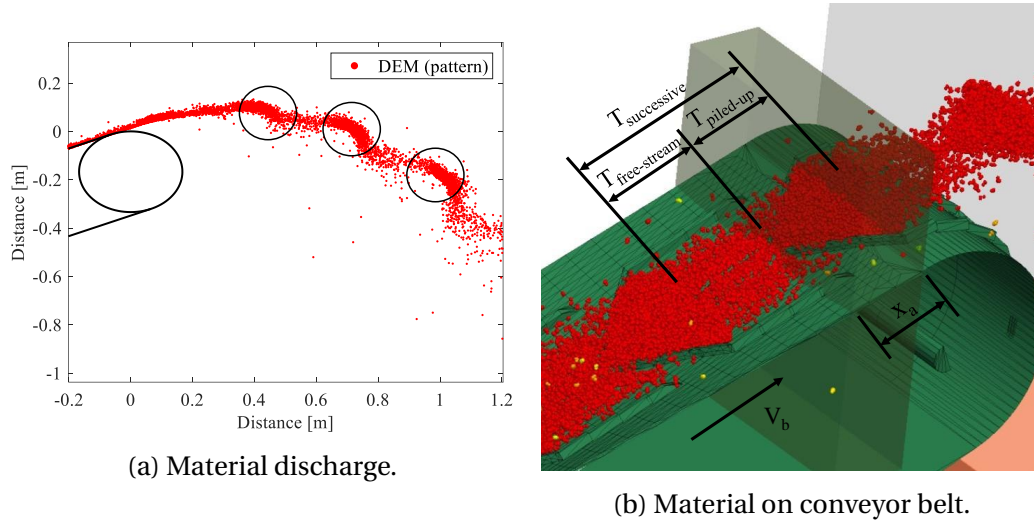 DEM (pattern)
0.2
0
-0.2
-0.4
-0.6
-0.8
-1
Distance [m]
-0.2
0
0.2
0.4
0.6
0.8
1
1.2
Distance [m]
(a) Material discharge.
T successive
T piled-up
T free-stream
x a
V b
(b) Material on conveyor belt.